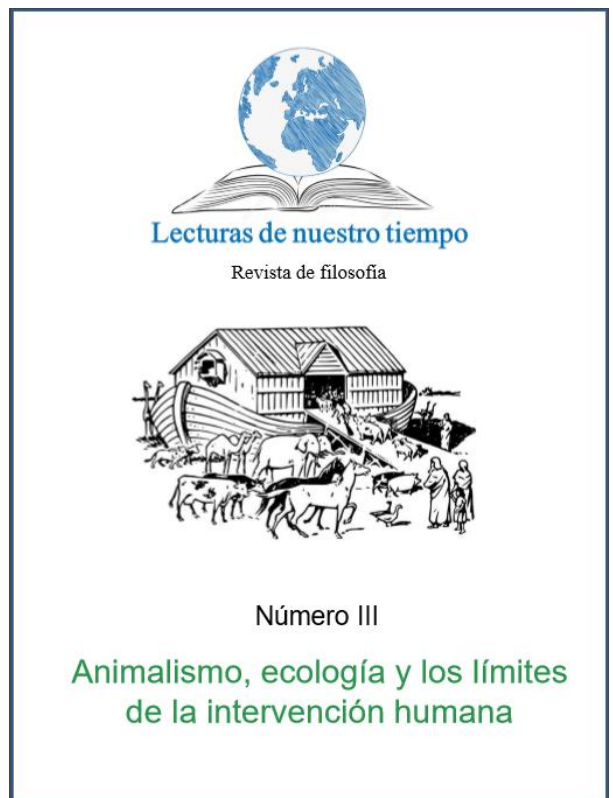 Lecturas de nuestro tiempo
Revista de filosofía
Número III
Animalismo, ecología y los límites
de la intervención humana